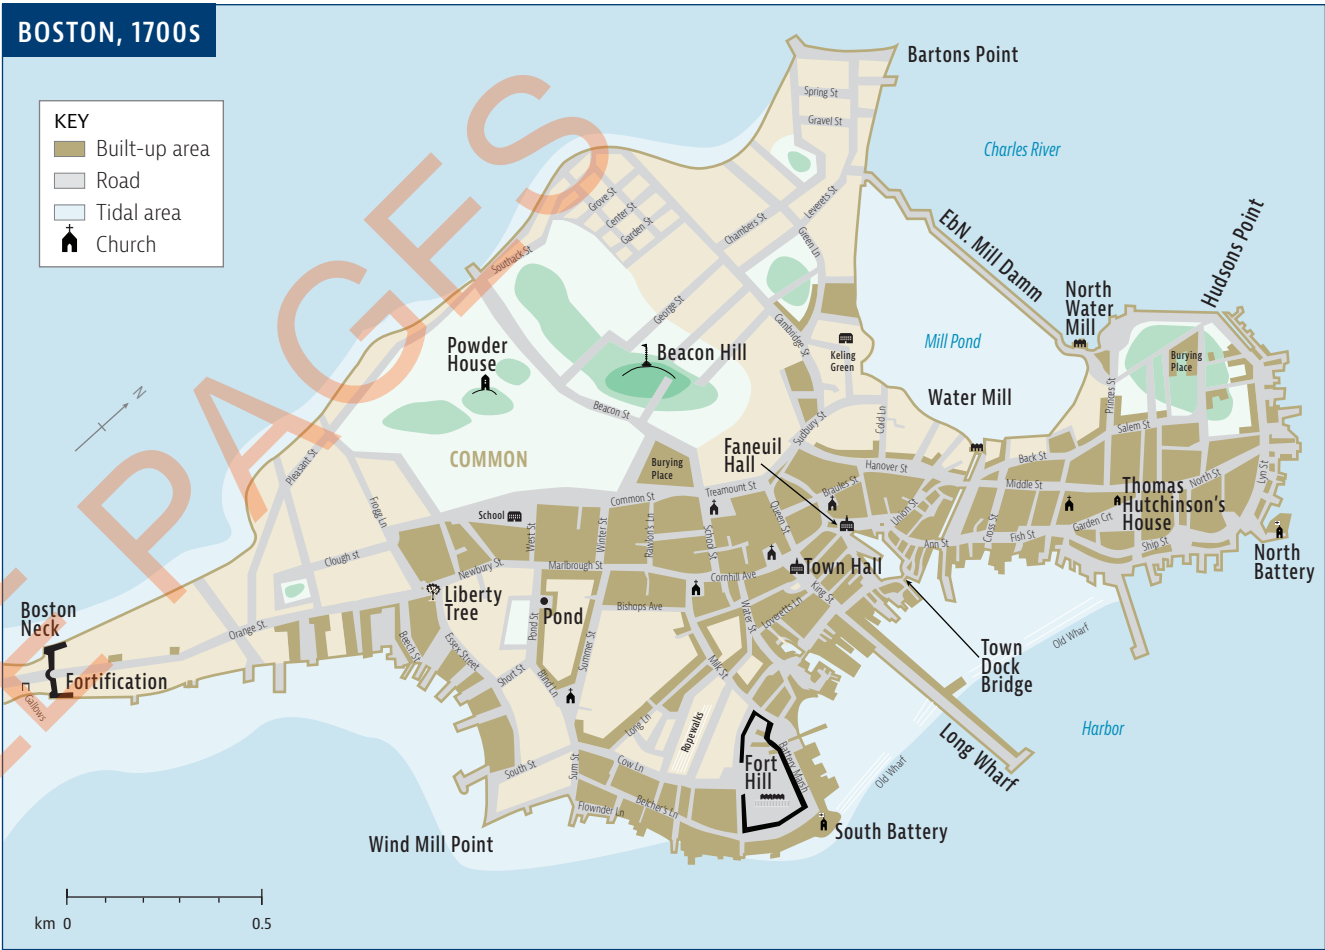 BOSTON, 1700s
KEY
Built-up area
Road
Tidal area
Church
E PAGES
Bartons Point
Spring St
Gravel St
Charles River
Leverets St
Chambers St
Green Ln
Grove St
Center St
Garden St
Southack St
George St
Cambridge St
EbN. Mill Damm
Hudsons Point
North
Water
Mill
Mill Pond
Keling
Green
Water Mill
Burying
Place
Princes St
Salem St
Powder
House
Beacon Hill
Beacon St
N
COMMON
Burying
Place
Faneuil
Hall
Sudbury St
Cold Ln
Hanover St
Back St
Middle St
North St
Lyn St
Thomas
Hutchinson's
House
Garden Crt
Ship St
Fish St
Cross St
Ann St
Union St
Braules St
Queen St
Treamount St
Common St
School
West St
Winter St
Rawlon's Ln
School St
Pleasant St
Frogg Ln
Clough st
Newbury St
Marlbrough St
Cornhill Ave
Town Hall
King St
Loveretts Ln
Water St
Bishops Ave
North
Battery
Liberty
Tree
Pond
Pond St
Summer St
Boston
Neck
Orange St
Beech St
Essex Street
Short St
Blind Ln
Milk St
Fortification
Gallows
Town
Dock
Bridge
Old Wharf
Harbor
Long Wharf
Old Wharf
Long Ln
Ropewalks
Battery Marsh
Fort
Hill
South St
Sum St
Cow Ln
Belcher's Ln
Flownder Ln
South Battery
Wind Mill Point
km 0
0.5